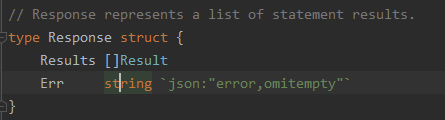 // Response represents a list of statement results.
type Response struct {
    Results []Result
    Err     string `json:"error,omitempty"`
}